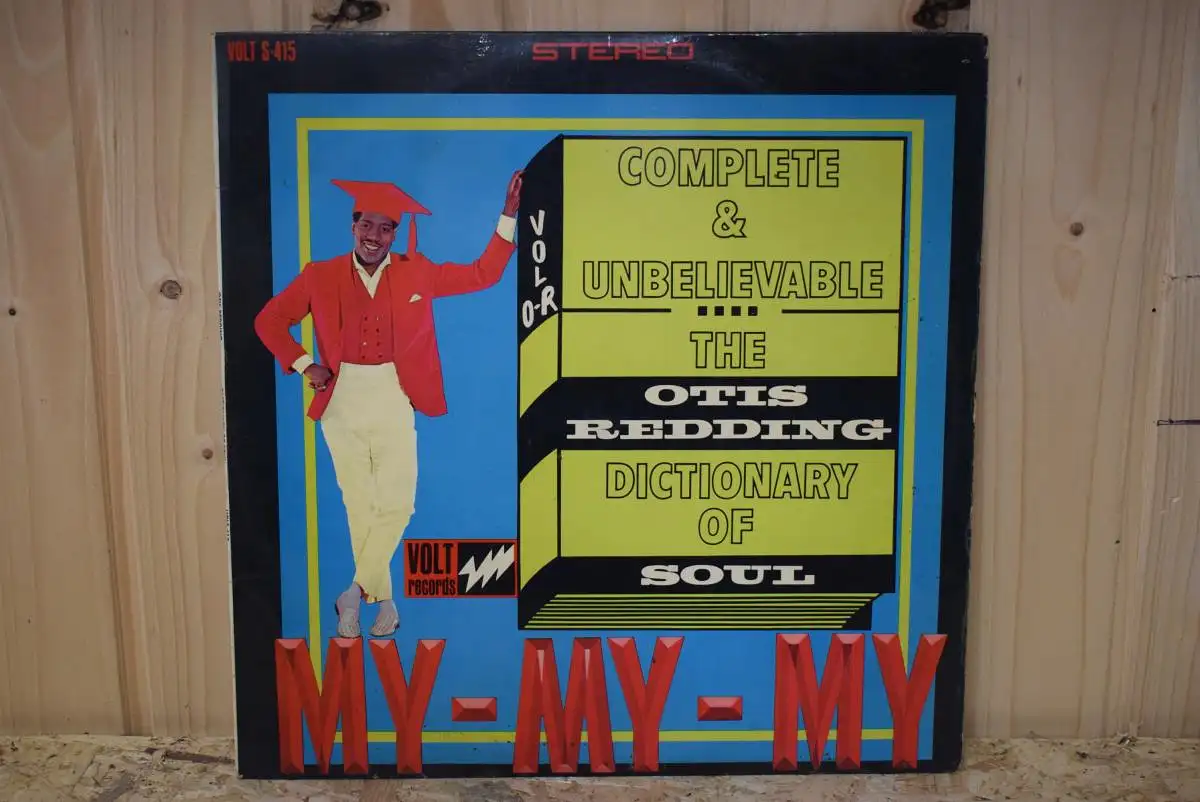 VOLT S-415
STEREO
COMPLETE
&
UNBELIEVABLE
....
THE
OTIS
REDDING
DICTIONARY
OF
SOUL
VOL
O-R
VOLT
records
MY-MY-MY